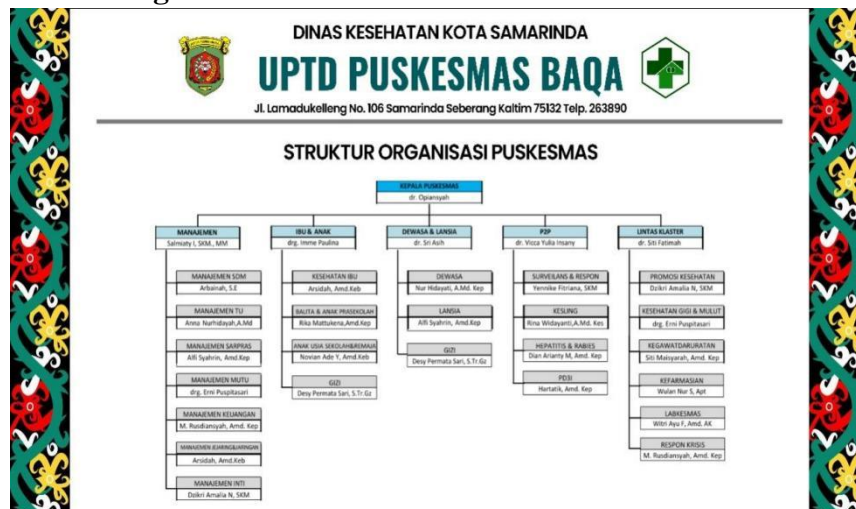 DINAS KESEHATAN KOTA SAMARINDA
UPTD PUSKESMAS BAQA
Jl. Lamadukelleng No. 106 Samarinda Seberang Kaltim 75132 Telp. 263890
STRUKTUR ORGANISASI PUSKESMAS
KEPALA PUSKESMAS
dr. Opiansyah
MANAJEMEN
Salmiaty I, SKM., MM
MANAJEMEN SDM
Arbainah, S.E
MANAJEMEN TU
Anna Nurhidayah,A.Md
MANAJEMEN SARPRAS
Alfi Syahrin, Amd.Kep
MANAJEMEN MUTU
drg. Erni Puspitasari
MANAJEMEN KEUANGAN
M. Rusdiansyah, Amd. Kep
MANAJEMEN JEJARING&JARINGAN
Arsidah, Amd.Keb
MANAJEMEN INTI
Dzikri Amalia N, SKM
IBU & ANAK
drg. Imme Paulina
KESEHATAN IBU
Arsidah, Amd.Keb
BALITA & ANAK PRASEKOLAH
Rika Mattukena,Amd.Kep
ANAK USIA SEKOLAH&REMAJA
Novian Ade Y, Amd.Keb
GIZI
Desy Permata Sari, S.Tr.Gz
DEWASA & LANSIA
dr. Sri Asih
DEWASA
Nur Hidayati, A.Md. Kep
LANSIA
Alfi Syahrin, Amd.Kep
GIZI
Desy Permata Sari, S.Tr.Gz
P2P
dr. Vicca Yulia Insany
SURVEILANS & RESPON
Yennike Fitriana, SKM
KESLING
Rina Widayanti,A.Md. Kes
HEPATITIS & RABIES
Dian Arianty M, Amd. Kep
PD3I
Hartatik, Amd. Kep
LINTAS KLASTER
dr. Siti Fatimah
PROMOSI KESEHATAN
Dzikri Amalia N, SKM
KESEHATAN GIGI & MULUT
drg. Erni Puspitasari
KEGAWATDARURATAN
Siti Maisyarah, Amd. Kep
KEFARMASIAN
Wulan Nur S, Apt
LABKESMAS
Witri Ayu F, Amd. AK
RESPON KRISIS
M. Rusdiansyah, Amd. Kep